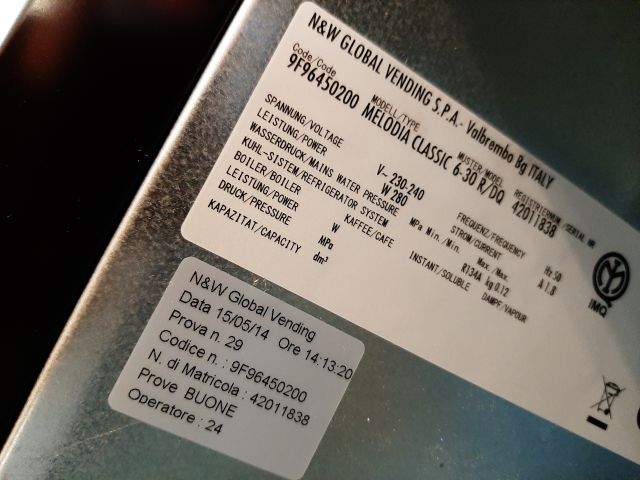 N&W GLOBAL VENDING S.P.A.- Valbrembo Bg ITALY
Code/Code MODELL/TYPE MUSTER/MODEL REGISTRIERNUM./SERIAL NR
9F96450200 MELODIA CLASSIC 6-30 R/DQ 42011838
SPANNUNG/VOLTAGE V~ 230-240 FREQUENZ/FREQUENCY Hz 50
LEISTUNG/POWER W 280 STROM/CURRENT A 1.8
WASSERDRUCK/MAINS WATER PRESSURE MPa Min./Min. Max./Max.
KUHL-SISTEM/REFRIGERATOR SYSTEM R134A kg 0.12
BOILER/BOILER KAFFEE/CAFE INSTANT/SOLUBLE DAMPF/VAPOUR
LEISTUNG/POWER W
DRUCK/PRESSURE MPa
KAPAZITAT/CAPACITY dm³
IMQ
N&W Global Vending
Data 15/05/14 Ore 14:13:20
Prova n. 29
Codice n. : 9F96450200
N. di Matricola : 42011838
Prove BUONE
Operatore : 24